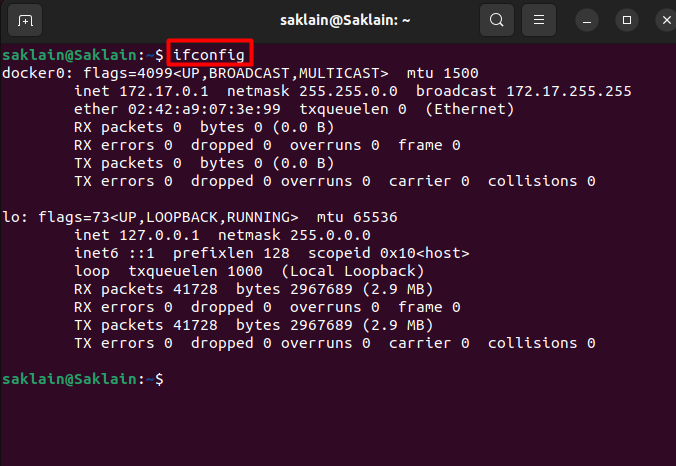 saklain@Saklain: ~
saklain@Saklain:~$ ifconfig
docker0: flags=4099<UP,BROADCAST,MULTICAST>  mtu 1500
        inet 172.17.0.1  netmask 255.255.0.0  broadcast 172.17.255.255
        ether 02:42:a9:07:3e:99  txqueuelen 0  (Ethernet)
        RX packets 0  bytes 0 (0.0 B)
        RX errors 0  dropped 0  overruns 0  frame 0
        TX packets 0  bytes 0 (0.0 B)
        TX errors 0  dropped 0 overruns 0  carrier 0  collisions 0

lo: flags=73<UP,LOOPBACK,RUNNING>  mtu 65536
        inet 127.0.0.1  netmask 255.0.0.0
        inet6 ::1  prefixlen 128  scopeid 0x10<host>
        loop  txqueuelen 1000  (Local Loopback)
        RX packets 41728  bytes 2967689 (2.9 MB)
        RX errors 0  dropped 0  overruns 0  frame 0
        TX packets 41728  bytes 2967689 (2.9 MB)
        TX errors 0  dropped 0 overruns 0  carrier 0  collisions 0

saklain@Saklain:~$